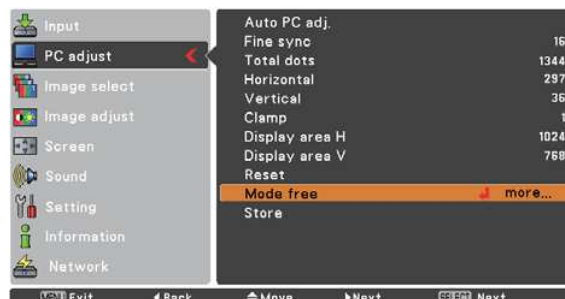 Input
PC adjust
Image select
Image adjust
Screen
Sound
Setting
Information
Network
Auto PC adj.
Fine sync 16
Total dots 1344
Horizontal 297
Vertical 36
Clamp 1
Display area H 1024
Display area V 768
Reset
Mode free more...
Store
MENU Exit Back Move Next SELECT Next